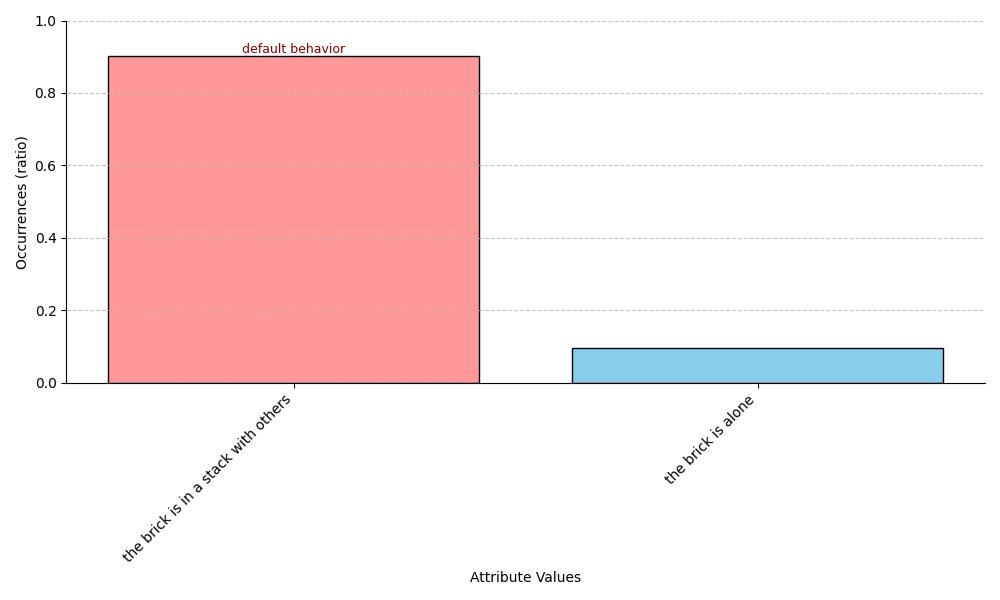 1.0
default behavior
0.8
0.6
0.4
0.2
0.0
Occurrences (ratio)
the brick is in a stack with others
the brick is alone
Attribute Values